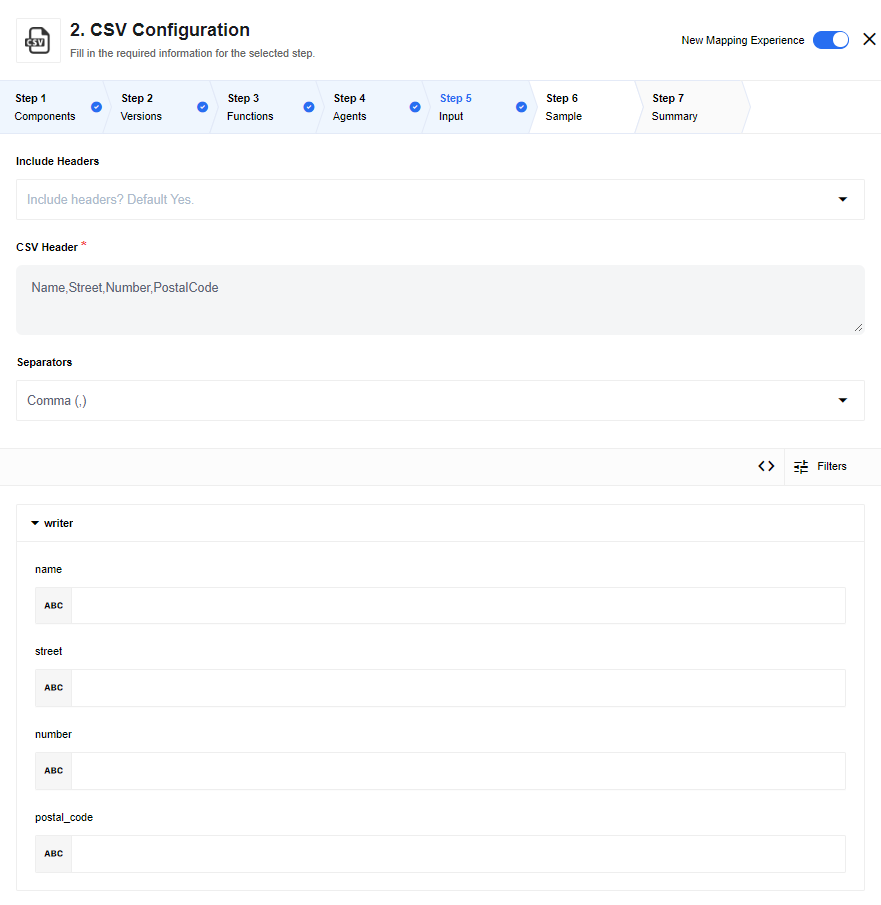 CSV
2. CSV Configuration
Fill in the required information for the selected step.
New Mapping Experience
Step 1
Components
Step 2
Versions
Step 3
Functions
Step 4
Agents
Step 5
Input
Step 6
Sample
Step 7
Summary
Include Headers
Include headers? Default Yes.
CSV Header *
Name,Street,Number,PostalCode
Separators
Comma (,)
Filters
writer
name
ABC
street
ABC
number
ABC
postal_code
ABC